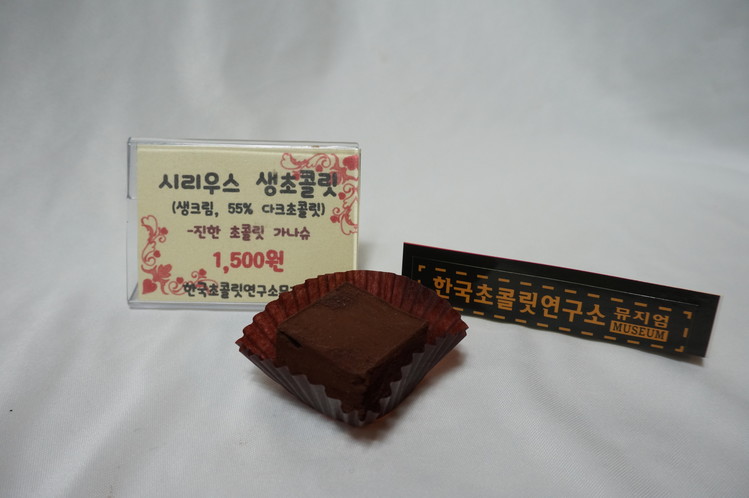 시리우스 생초콜릿
(생크림, 55% 다크초콜릿)
-진한 초콜릿 가나슈
1,500원
한국초콜릿연구소뮤
한국초콜릿연구소 뮤지엄
MUSEUM